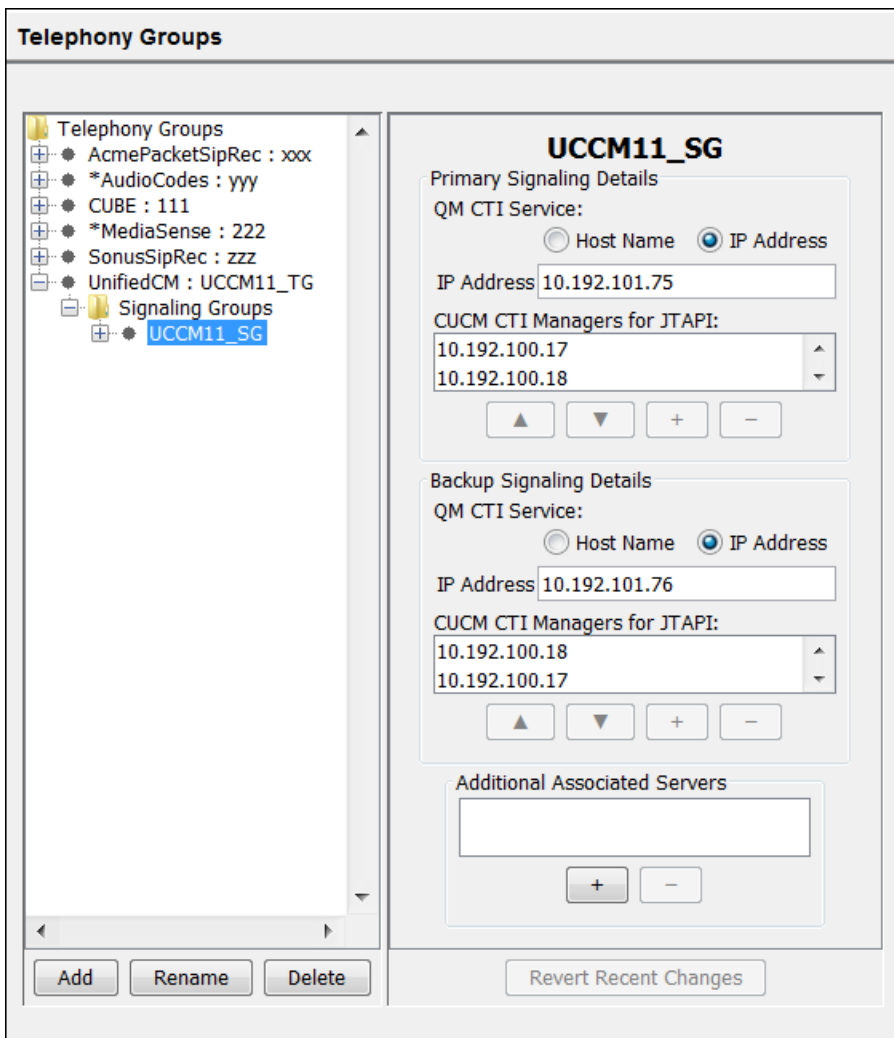 Telephony Groups
Telephony Groups
AcmePacketSipRec : xxx
*AudioCodes : yyy
CUBE : 111
*MediaSense : 222
SonusSipRec : zzz
UnifiedCM : UCCM11_TG
Signaling Groups
UCCM11_SG
Add Rename Delete
UCCM11_SG
Primary Signaling Details
QM CTI Service:
Host Name IP Address
IP Address 10.192.101.75
CUCM CTI Managers for JTAPI:
10.192.100.17
10.192.100.18
+ −
Backup Signaling Details
QM CTI Service:
Host Name IP Address
IP Address 10.192.101.76
CUCM CTI Managers for JTAPI:
10.192.100.18
10.192.100.17
+ −
Additional Associated Servers
+ −
Revert Recent Changes